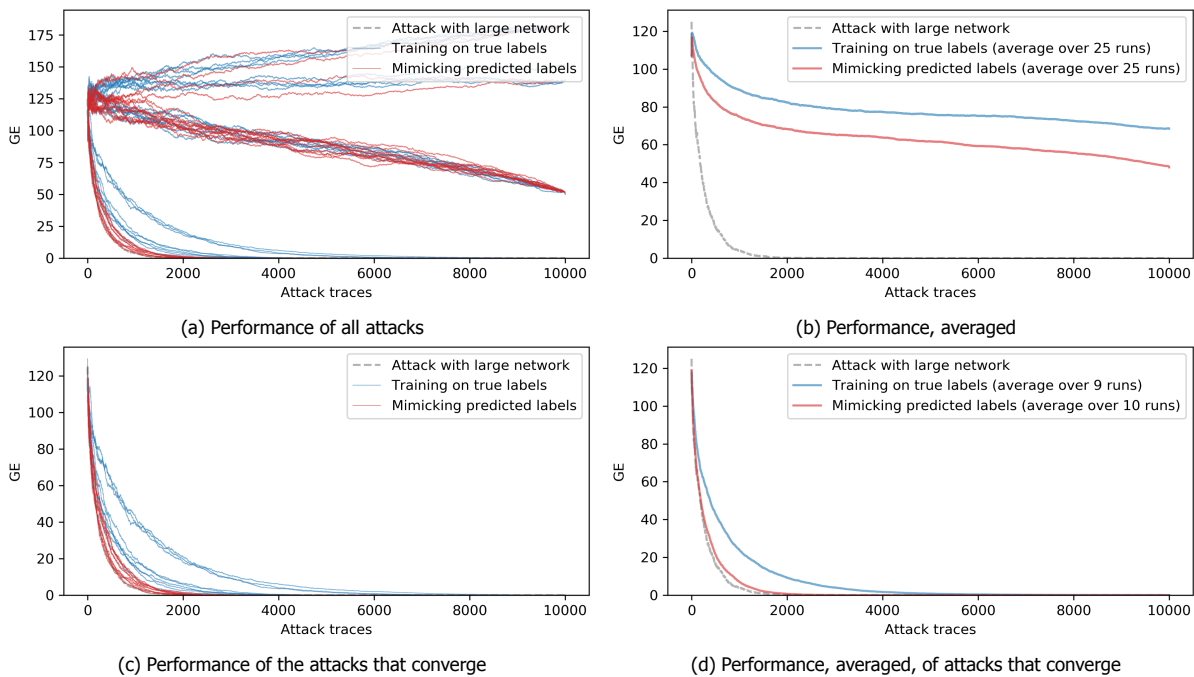 Attack with large network
Training on true labels
Mimicking predicted labels
175
150
125
100
75
50
25
0
GE
0 2000 4000 6000 8000 10000
Attack traces
(a) Performance of all attacks
Attack with large network
Training on true labels (average over 25 runs)
Mimicking predicted labels (average over 25 runs)
120
100
80
60
40
20
0
GE
0 2000 4000 6000 8000 10000
Attack traces
(b) Performance, averaged
Attack with large network
Training on true labels
Mimicking predicted labels
120
100
80
60
40
20
0
GE
0 2000 4000 6000 8000 10000
Attack traces
(c) Performance of the attacks that converge
Attack with large network
Training on true labels (average over 9 runs)
Mimicking predicted labels (average over 10 runs)
120
100
80
60
40
20
0
GE
0 2000 4000 6000 8000 10000
Attack traces
(d) Performance, averaged, of attacks that converge